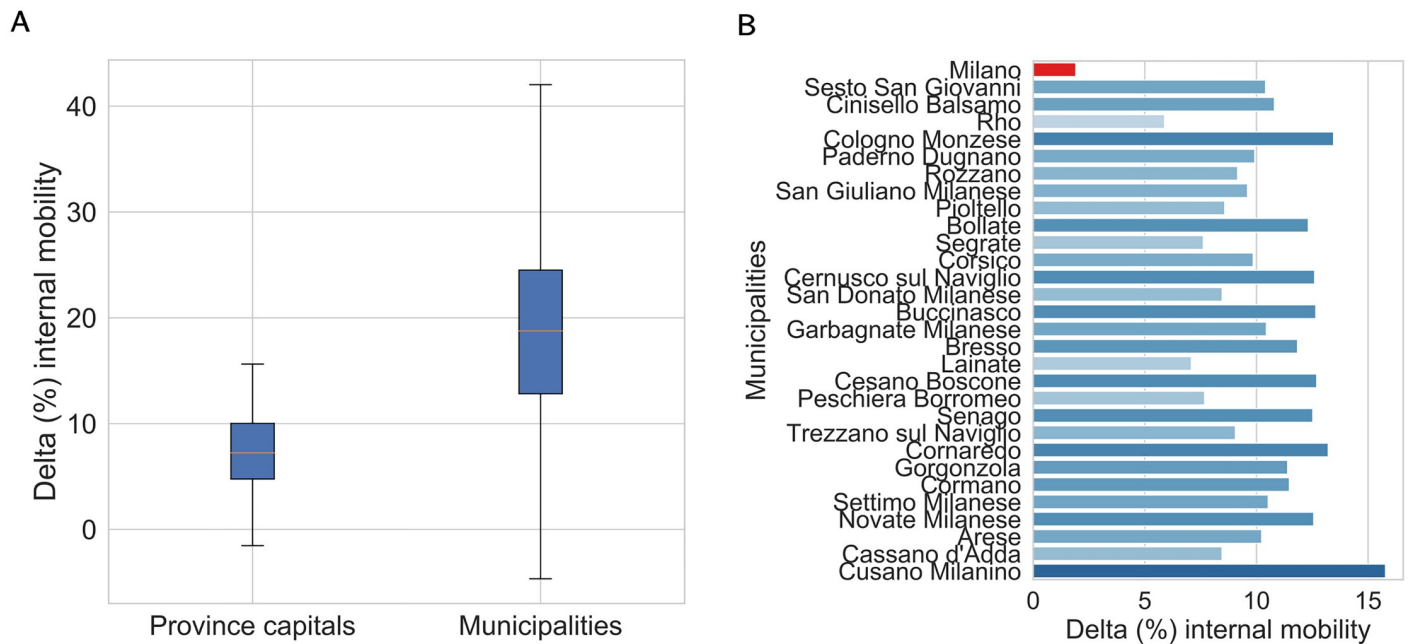 A
Delta (%) internal mobility
40
30
20
10
0
Province capitals
Municipalities
B
Municipalities
Milano
Sesto San Giovanni
Cinisello Balsamo
Rho
Cologno Monzese
Paderno Dugnano
Rozzano
San Giuliano Milanese
Pioltello
Bollate
Segrate
Corsico
Cernusco sul Naviglio
San Donato Milanese
Buccinasco
Garbagnate Milanese
Bresso
Lainate
Cesano Boscone
Peschiera Borromeo
Senago
Trezzano sul Naviglio
Cornaredo
Gorgonzola
Cormano
Settimo Milanese
Novate Milanese
Arese
Cassano d'Adda
Cusano Milanino
0 5 10 15
Delta (%) internal mobility